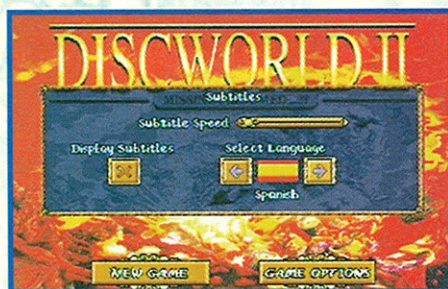 DISCWORLD II
Subtitles
Subtitle Speed
Display Subtitles
Select Language
Spanish
NEW GAME
GAME OPTIONS